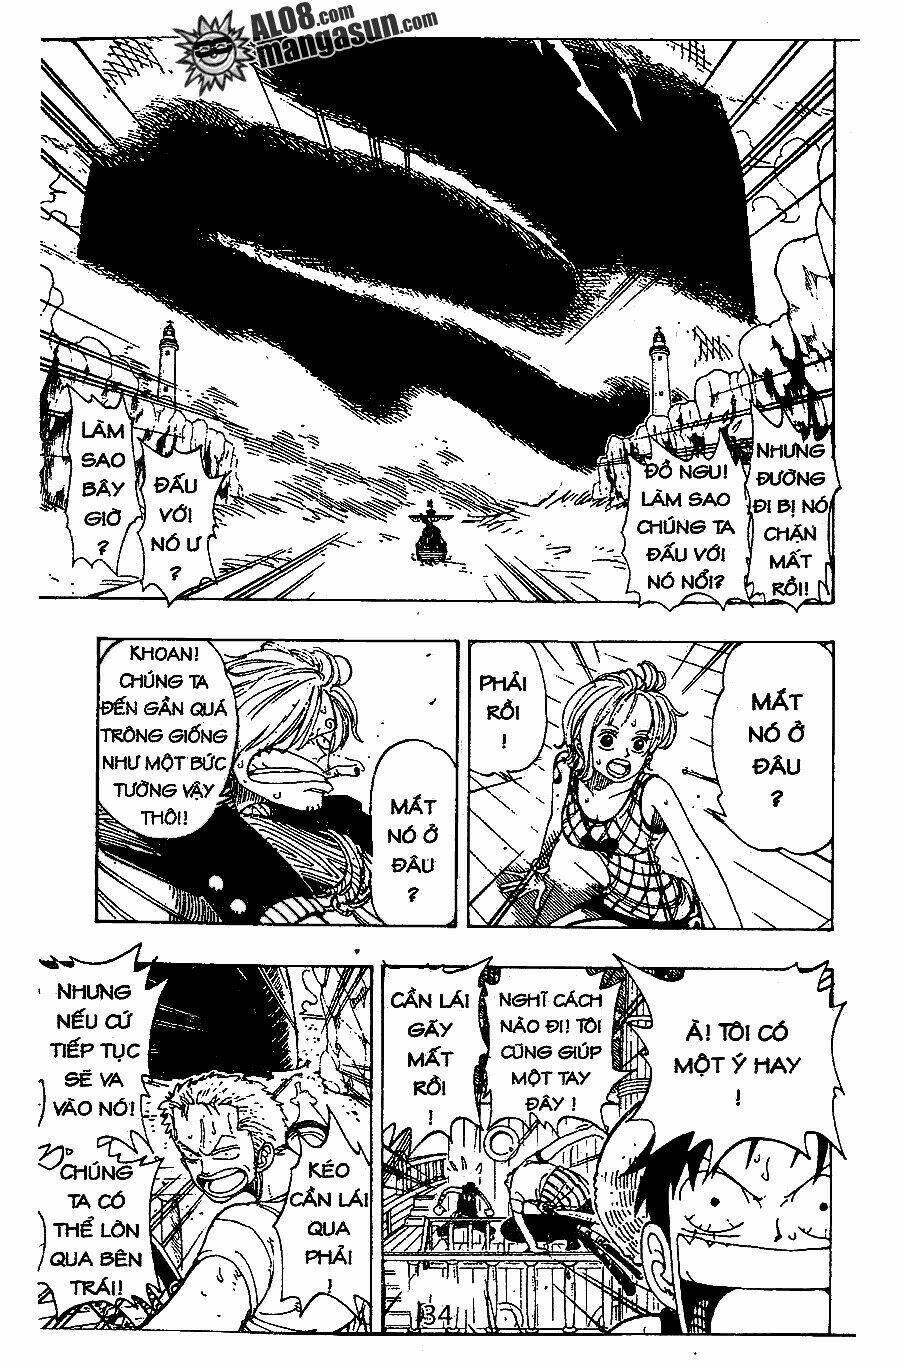 AL08.com
mangasun.com
NHƯNG
ĐƯỜNG
ĐI BỊ NÓ
CHẶN
MẤT
RỒI!
ĐỒ NGU!
LÀM SAO
CHÚNG TA
ĐẤU VỚI
NÓ NỔI?
ĐẤU
VỚI
NÓ Ư
?
LÀM
SAO
BÂY
GIỜ
?
MẮT
NÓ Ở
ĐÂU
?
PHẢI
RỒI
!
KHOAN!
CHÚNG TA
ĐẾN GẦN QUÁ
TRÔNG GIỐNG
NHƯ MỘT BỨC
TƯỜNG VẬY
THÔI!
MẮT
NÓ Ở
ĐÂU
?
À! TÔI CÓ
MỘT Ý HAY
!
NGHĨ CÁCH
NÀO ĐI! TÔI
CŨNG GIÚP
MỘT TAY
ĐÂY!
CẦN LÁI
GÃY
MẤT
RỒI
!
NHƯNG
NẾU CỨ
TIẾP TỤC
SẼ VA
VÀO NÓ!
KÉO
CẦN LÁI
QUA
PHẢI
!
CHÚNG
TA CÓ
THỂ LÒN
QUA BÊN
TRÁI!
34